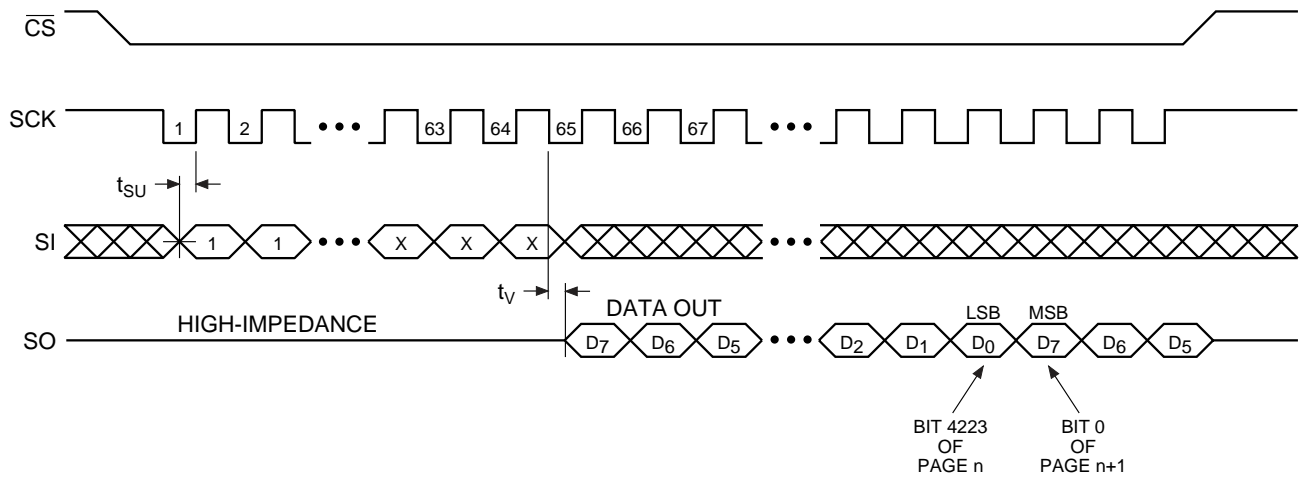 CS
SCK 1 2 ••• 63 64 65 66 67 •••
tSU
SI 1 1 ••• X X X •••
tV
HIGH-IMPEDANCE DATA OUT
LSB MSB
SO D7 D6 D5 ••• D2 D1 D0 D7 D6 D5
BIT 4223
OF
PAGE n
BIT 0
OF
PAGE n+1